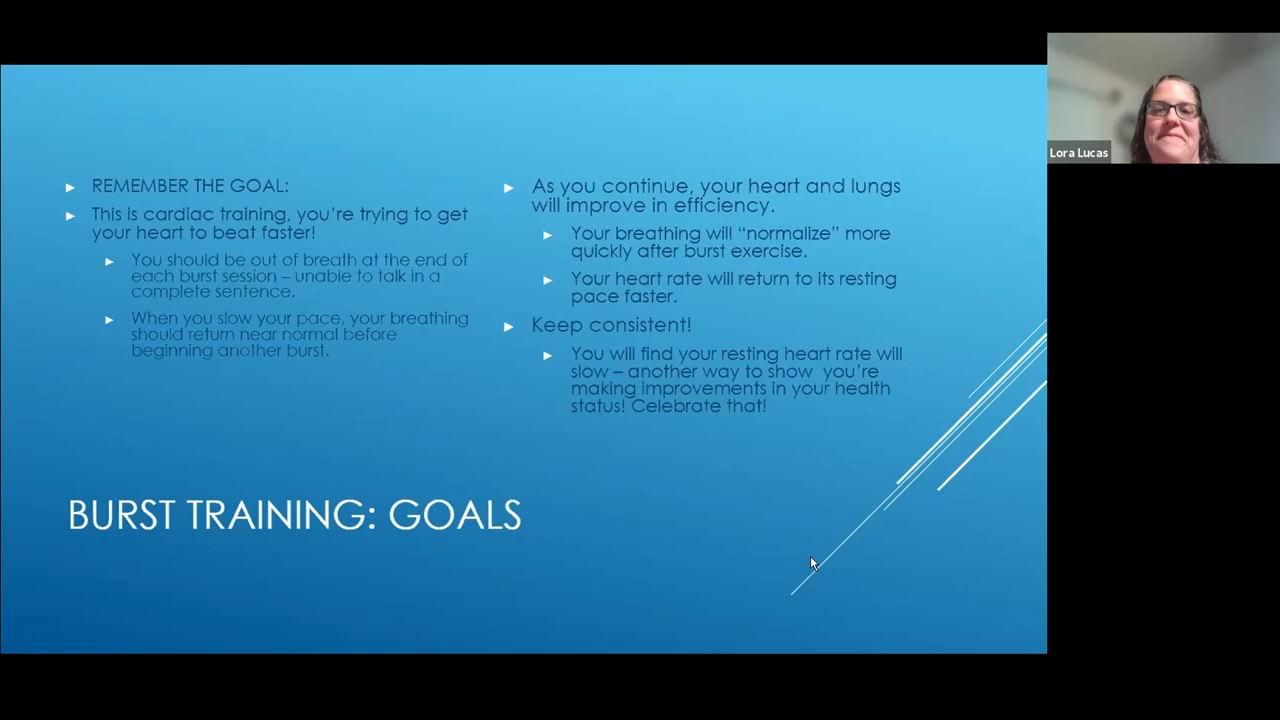 REMEMBER THE GOAL:
This is cardiac training, you're trying to get
your heart to beat faster!
You should be out of breath at the end of
each burst session – unable to talk in a
complete sentence.
When you slow your pace, your breathing
should return near normal before
beginning another burst.
As you continue, your heart and lungs
will improve in efficiency.
Your breathing will “normalize” more
quickly after burst exercise.
Your heart rate will return to its resting
pace faster.
Keep consistent!
You will find your resting heart rate will
slow – another way to show  you're
making improvements in your health
status! Celebrate that!
BURST TRAINING: GOALS
Lora Lucas